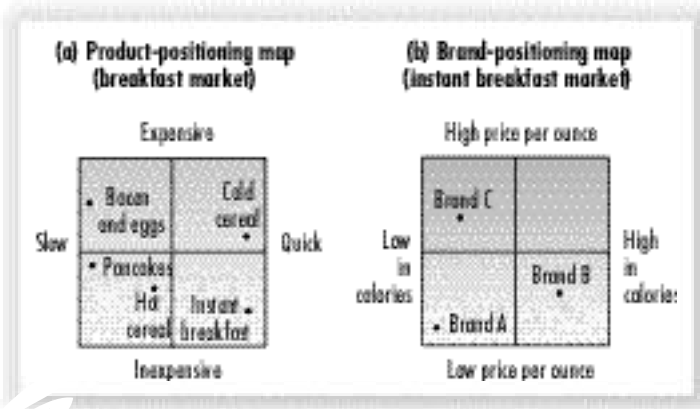 (a) Product-positioning map
(breakfast market)
Expensive
Slow
Bacon
and eggs
Cold
cereal
Quick
Pancakes
Hot
cereal
Instant
breakfast
Inexpensive
(b) Brand-positioning map
(instant breakfast market)
High price per ounce
Low
in
calories
Brand C
Brand B
Brand A
High
in
calories
Low price per ounce